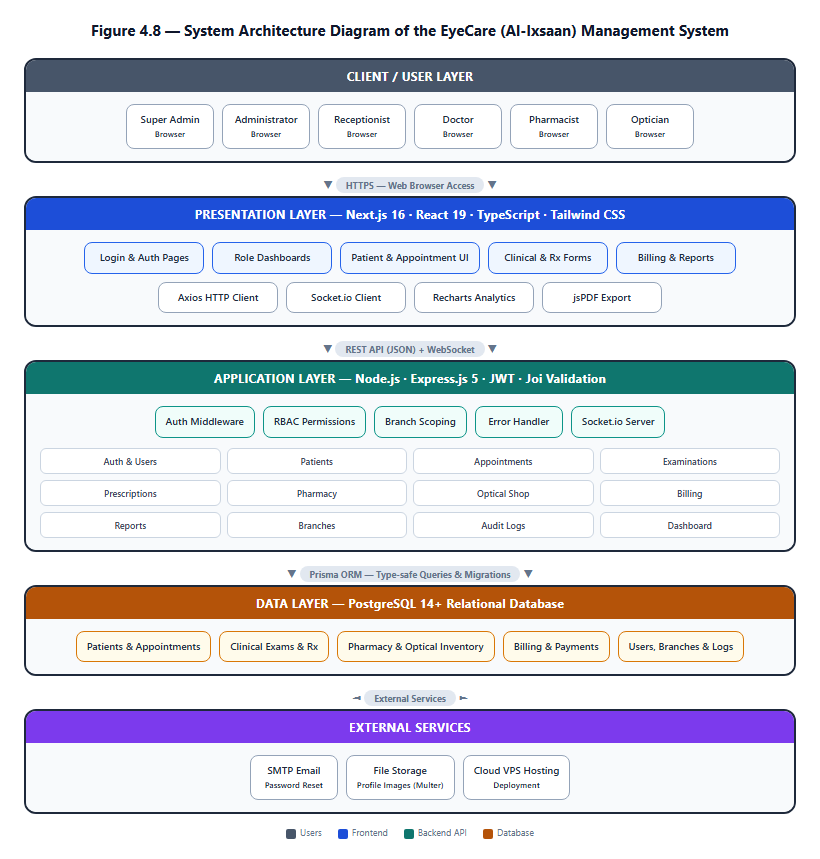 Figure 4.8 — System Architecture Diagram of the EyeCare (Al-Ixsaan) Management System
CLIENT / USER LAYER
Super Admin
Browser
Administrator
Browser
Receptionist
Browser
Doctor
Browser
Pharmacist
Browser
Optician
Browser
▼ HTTPS — Web Browser Access ▼
PRESENTATION LAYER — Next.js 16 · React 19 · TypeScript · Tailwind CSS
Login & Auth Pages
Role Dashboards
Patient & Appointment UI
Clinical & Rx Forms
Billing & Reports
Axios HTTP Client
Socket.io Client
Recharts Analytics
jsPDF Export
▼ REST API (JSON) + WebSocket ▼
APPLICATION LAYER — Node.js · Express.js 5 · JWT · Joi Validation
Auth Middleware
RBAC Permissions
Branch Scoping
Error Handler
Socket.io Server
Auth & Users
Patients
Appointments
Examinations
Prescriptions
Pharmacy
Optical Shop
Billing
Reports
Branches
Audit Logs
Dashboard
▼ Prisma ORM — Type-safe Queries & Migrations ▼
DATA LAYER — PostgreSQL 14+ Relational Database
Patients & Appointments
Clinical Exams & Rx
Pharmacy & Optical Inventory
Billing & Payments
Users, Branches & Logs
◄ External Services ►
EXTERNAL SERVICES
SMTP Email
Password Reset
File Storage
Profile Images (Multer)
Cloud VPS Hosting
Deployment
Users
Frontend
Backend API
Database